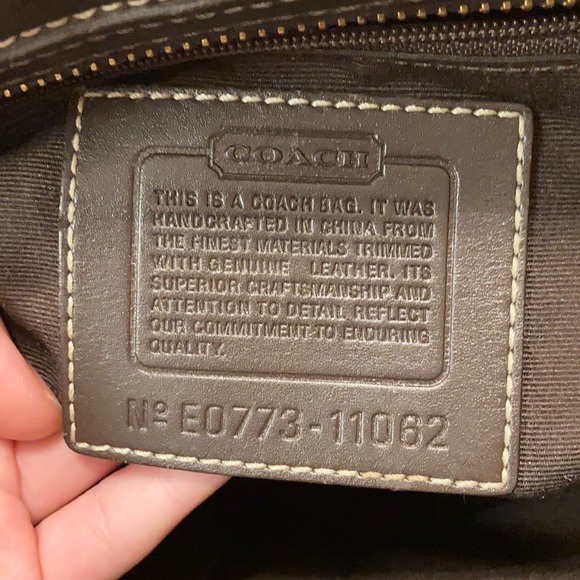 COACH
THIS IS A COACH BAG. IT WAS
HANDCRAFTED IN CHINA FROM
THE FINEST MATERIALS TRIMMED
WITH GENUINE LEATHER. ITS
SUPERIOR CRAFTSMANSHIP AND
ATTENTION TO DETAIL REFLECT
OUR COMMITMENT TO ENDURING
QUALITY.
Nº E0773-11062